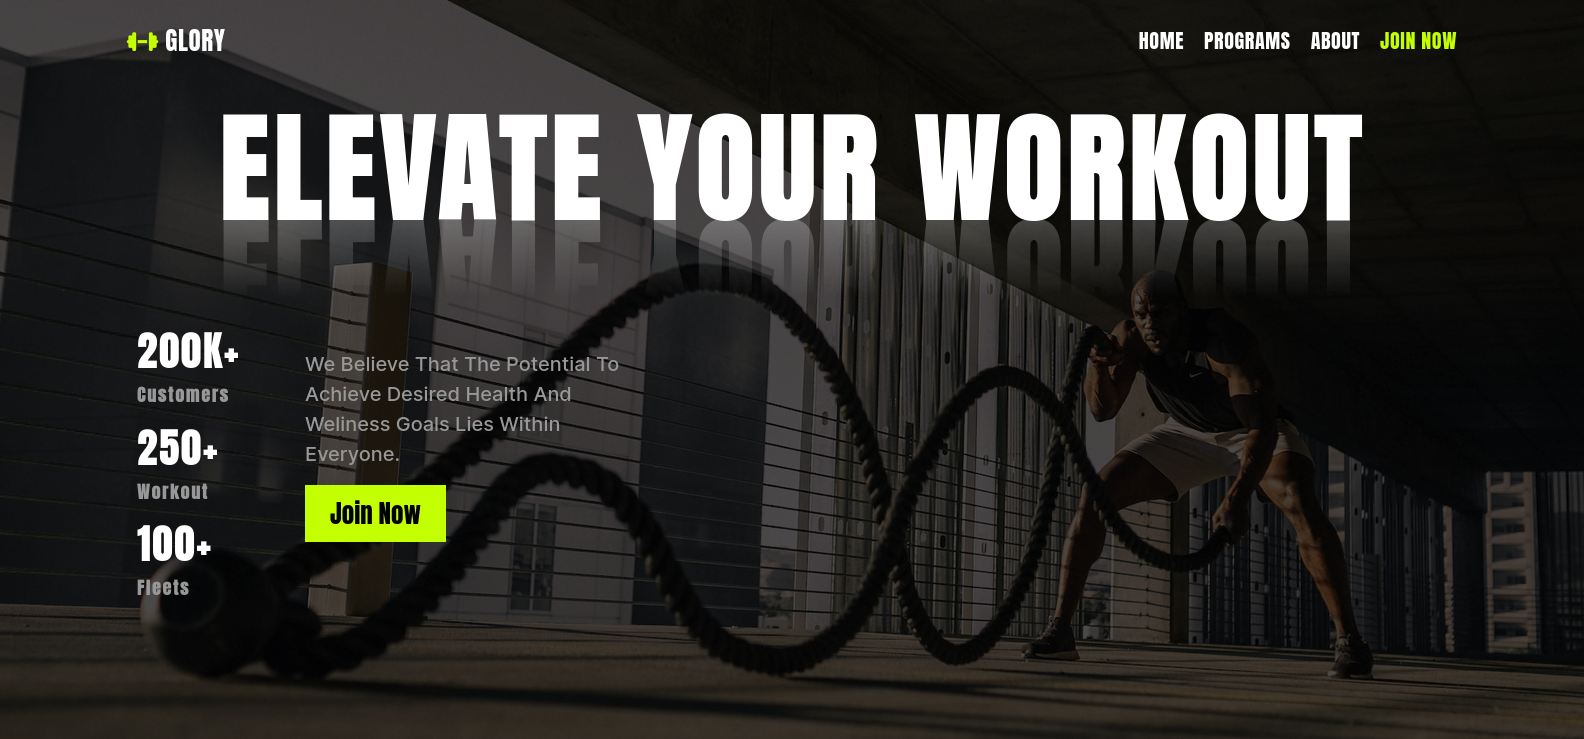 GLORY
HOME PROGRAMS ABOUT JOIN NOW
ELEVATE YOUR WORKOUT
200K+
Customers
250+
Workout
100+
Fleets
We Believe That The Potential To
Achieve Desired Health And
Weliness Goals Lies Within
Everyone.
Join Now